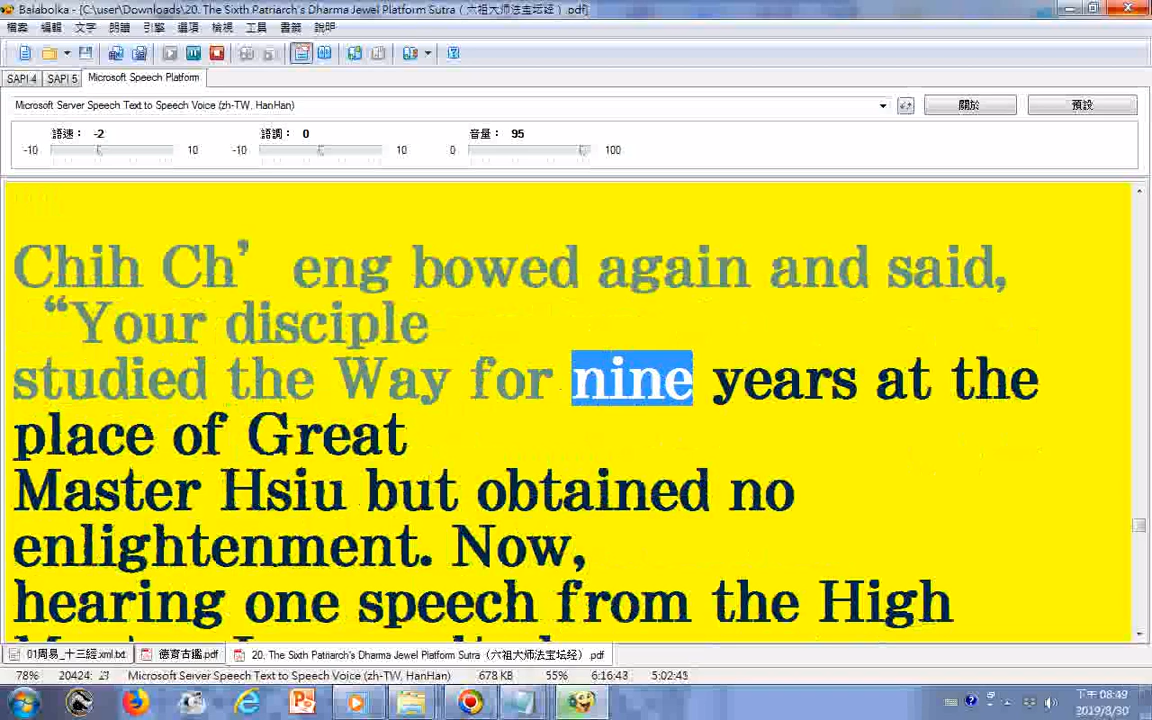 Balabolka - [C:\user\Downloads\20. The Sixth Patriarch's Dharma Jewel Platform Sutra（六祖大师法宝坛经）.pdf]
檔案 編輯 文字 朗讀 引擎 選項 檢視 工具 書籤 說明
SAPI 4 SAPI 5 Microsoft Speech Platform
Microsoft Server Speech Text to Speech Voice (zh-TW, HanHan) 關於 預設
語速： -2 語調： 0 音量： 95
-10 10 -10 10 0 100
Chih Ch’eng bowed again and said,
“Your disciple
studied the Way for nine years at the
place of Great
Master Hsiu but obtained no
enlightenment. Now,
hearing one speech from the High
01周易_十三經.xml.txt 德育古鑑.pdf 20. The Sixth Patriarch's Dharma Jewel Platform Sutra（六祖大师法宝坛经）.pdf
78% 20424: 23 Microsoft Server Speech Text to Speech Voice (zh-TW, HanHan) 678 KB 55% 6:16:43 5:02:45
下午 08:49
2019/8/30